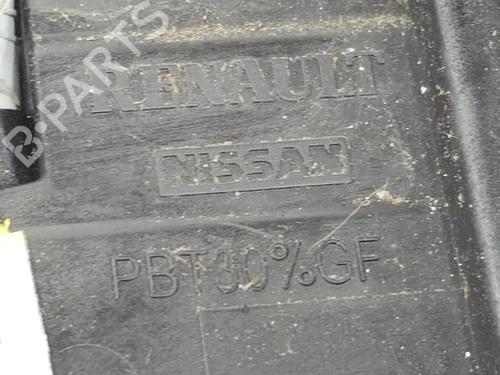 B-PARTS
RENAULT
NISSAN
PBT30%GF